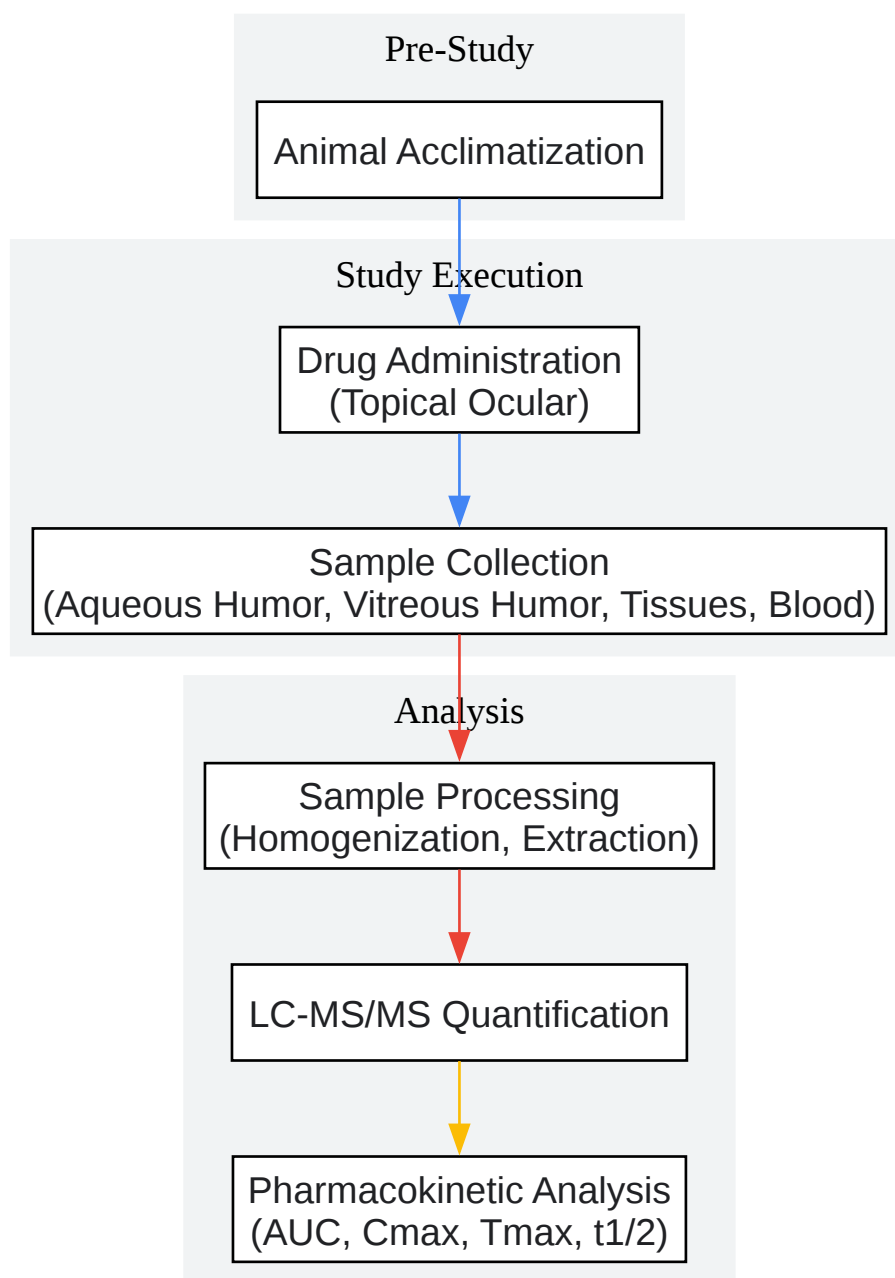 Pre-Study
Animal Acclimatization
Study Execution
Drug Administration
(Topical Ocular)
Sample Collection
(Aqueous Humor, Vitreous Humor, Tissues, Blood)
Analysis
Sample Processing
(Homogenization, Extraction)
LC-MS/MS Quantification
Pharmacokinetic Analysis
(AUC, Cmax, Tmax, t1/2)